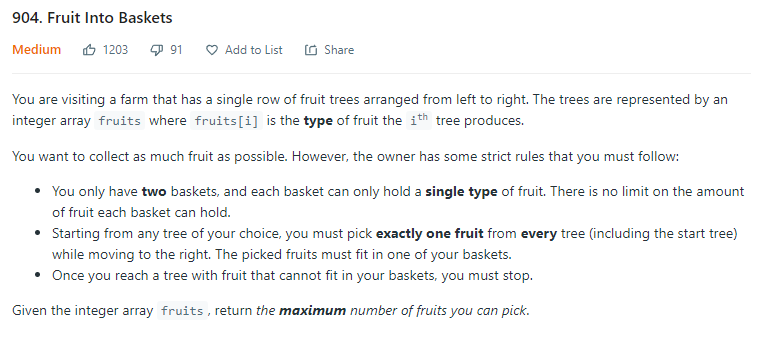 904. Fruit Into Baskets
Medium 1203 91 Add to List Share
You are visiting a farm that has a single row of fruit trees arranged from left to right. The trees are represented by an
integer array fruits where fruits[i] is the type of fruit the ith tree produces.
You want to collect as much fruit as possible. However, the owner has some strict rules that you must follow:
• You only have two baskets, and each basket can only hold a single type of fruit. There is no limit on the amount
of fruit each basket can hold.
• Starting from any tree of your choice, you must pick exactly one fruit from every tree (including the start tree)
while moving to the right. The picked fruits must fit in one of your baskets.
• Once you reach a tree with fruit that cannot fit in your baskets, you must stop.
Given the integer array fruits , return the maximum number of fruits you can pick.